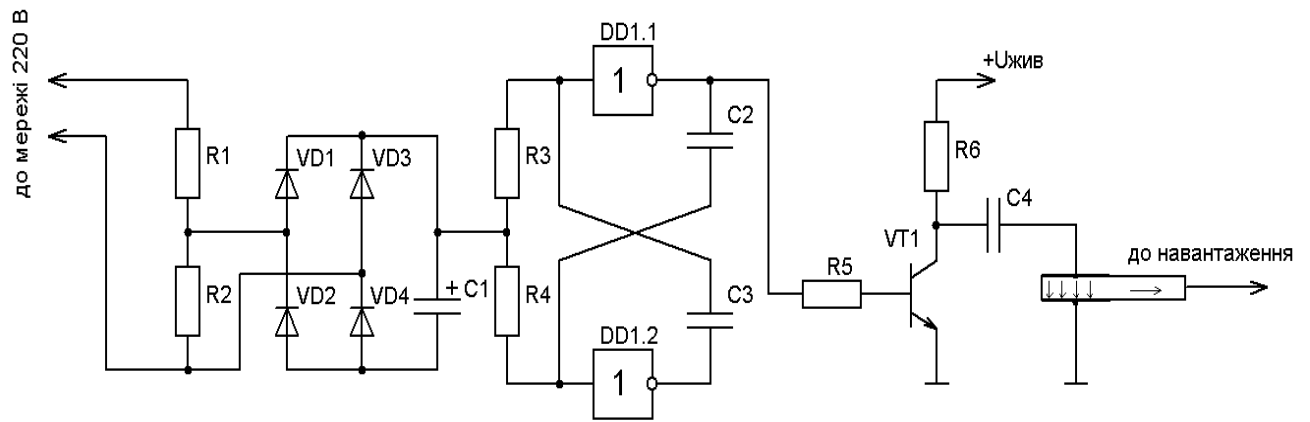 до мережі 220 В
R1
R2
VD1
VD3
VD2
VD4
+ C1
R3
R4
DD1.1
1
C2
C3
DD1.2
1
R5
VT1
+Uжив
R6
C4
до навантаження